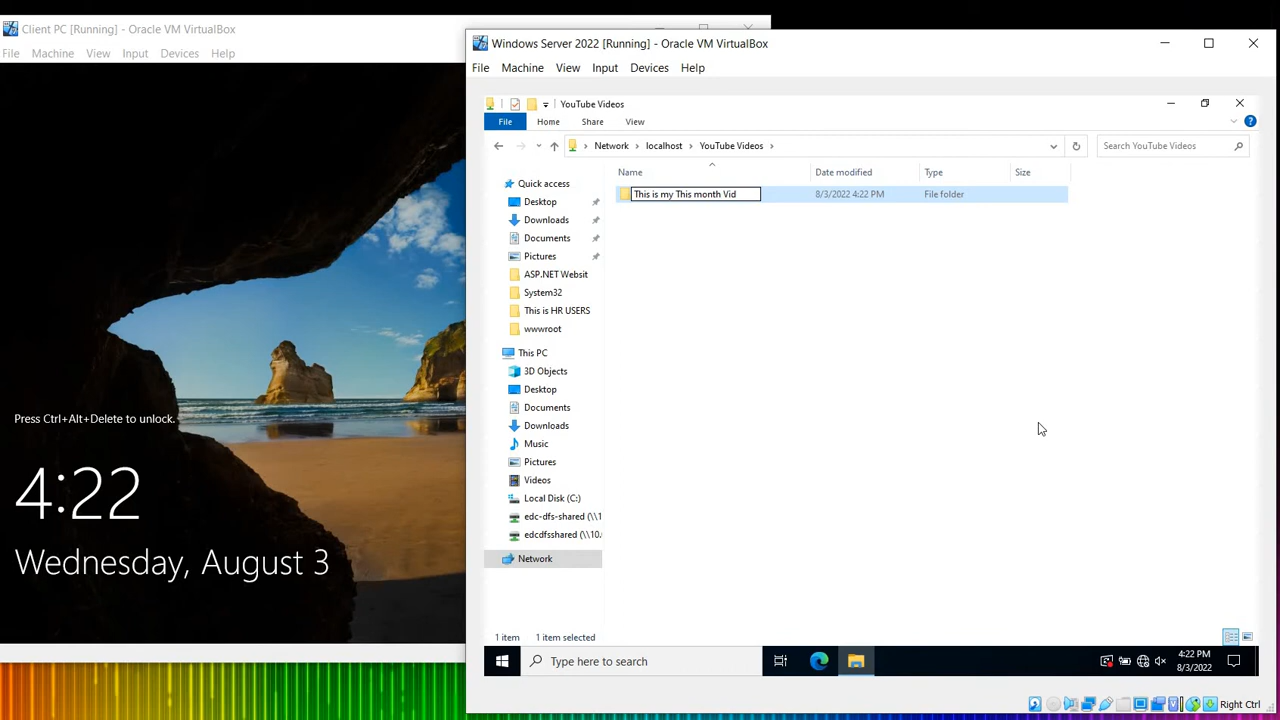 Client PC [Running] - Oracle VM VirtualBox
File Machine View Input Devices Help
Press Ctrl+Alt+Delete to unlock.
4:22
Wednesday, August 3
Windows Server 2022 [Running] - Oracle VM VirtualBox
File Machine View Input Devices Help
YouTube Videos
File Home Share View
Network > localhost > YouTube Videos >
Search YouTube Videos
Name Date modified Type Size
This is my This month Vid 8/3/2022 4:22 PM File folder
Quick access
Desktop
Downloads
Documents
Pictures
ASP.NET Websit
System32
This is HR USERS
wwwroot
This PC
3D Objects
Desktop
Documents
Downloads
Music
Pictures
Videos
Local Disk (C:)
edc-dfs-shared (\\1
edcdfsshared (\\10.
Network
1 item 1 item selected
Type here to search
4:22 PM
8/3/2022
Right Ctrl